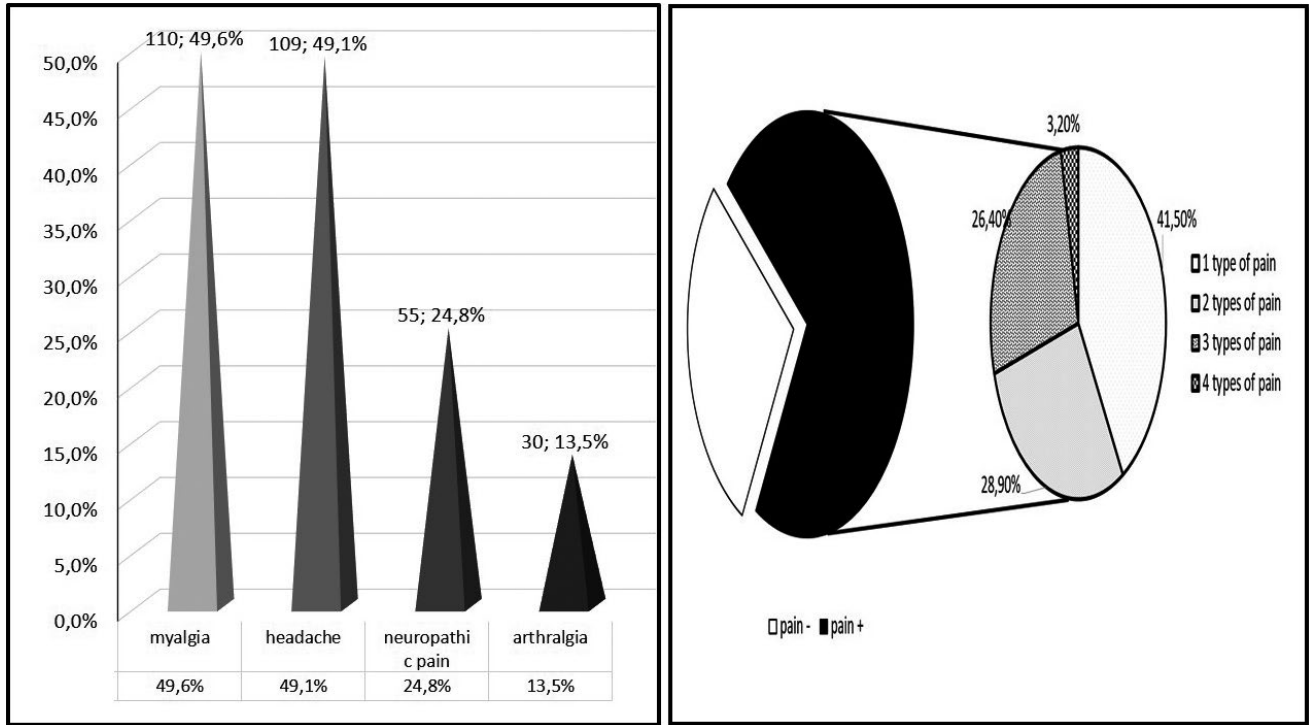 110; 49,6%
109; 49,1%
50,0%
45,0%
40,0%
35,0%
30,0%
25,0%
20,0%
15,0%
10,0%
5,0%
0,0%
55; 24,8%
30; 13,5%
myalgia
headache
neuropathi
c pain
arthralgia
49,6%
49,1%
24,8%
13,5%
3,20%
26,40%
41,50%
28,90%
1 type of pain
2 types of pain
3 types of pain
4 types of pain
pain - pain +